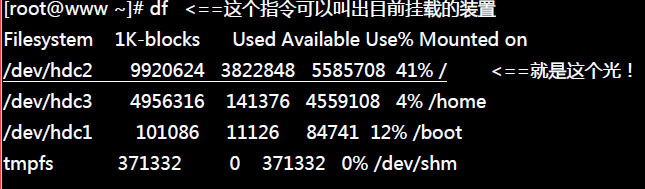 [root@www ~]# df <==这个指令可以叫出目前挂载的装置
Filesystem 1K-blocks Used Available Use% Mounted on
/dev/hdc2 9920624 3822848 5585708 41% / <==就是这个光！
/dev/hdc3 4956316 141376 4559108 4% /home
/dev/hdc1 101086 11126 84741 12% /boot
tmpfs 371332 0 371332 0% /dev/shm